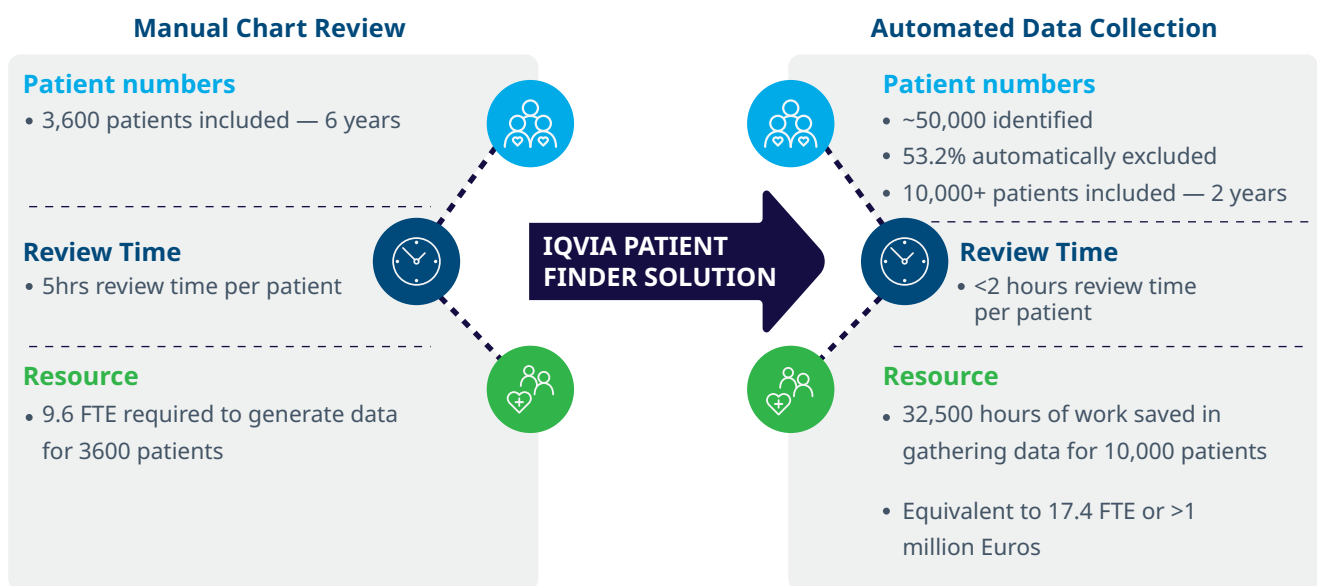 Manual Chart Review
Patient numbers
• 3,600 patients included — 6 years
Review Time
• 5hrs review time per patient
Resource
• 9.6 FTE required to generate data
for 3600 patients
IQVIA PATIENT
FINDER SOLUTION
Automated Data Collection
Patient numbers
• ~50,000 identified
• 53.2% automatically excluded
• 10,000+ patients included — 2 years
Review Time
• <2 hours review time
per patient
Resource
• 32,500 hours of work saved in
gathering data for 10,000 patients
• Equivalent to 17.4 FTE or >1
million Euros